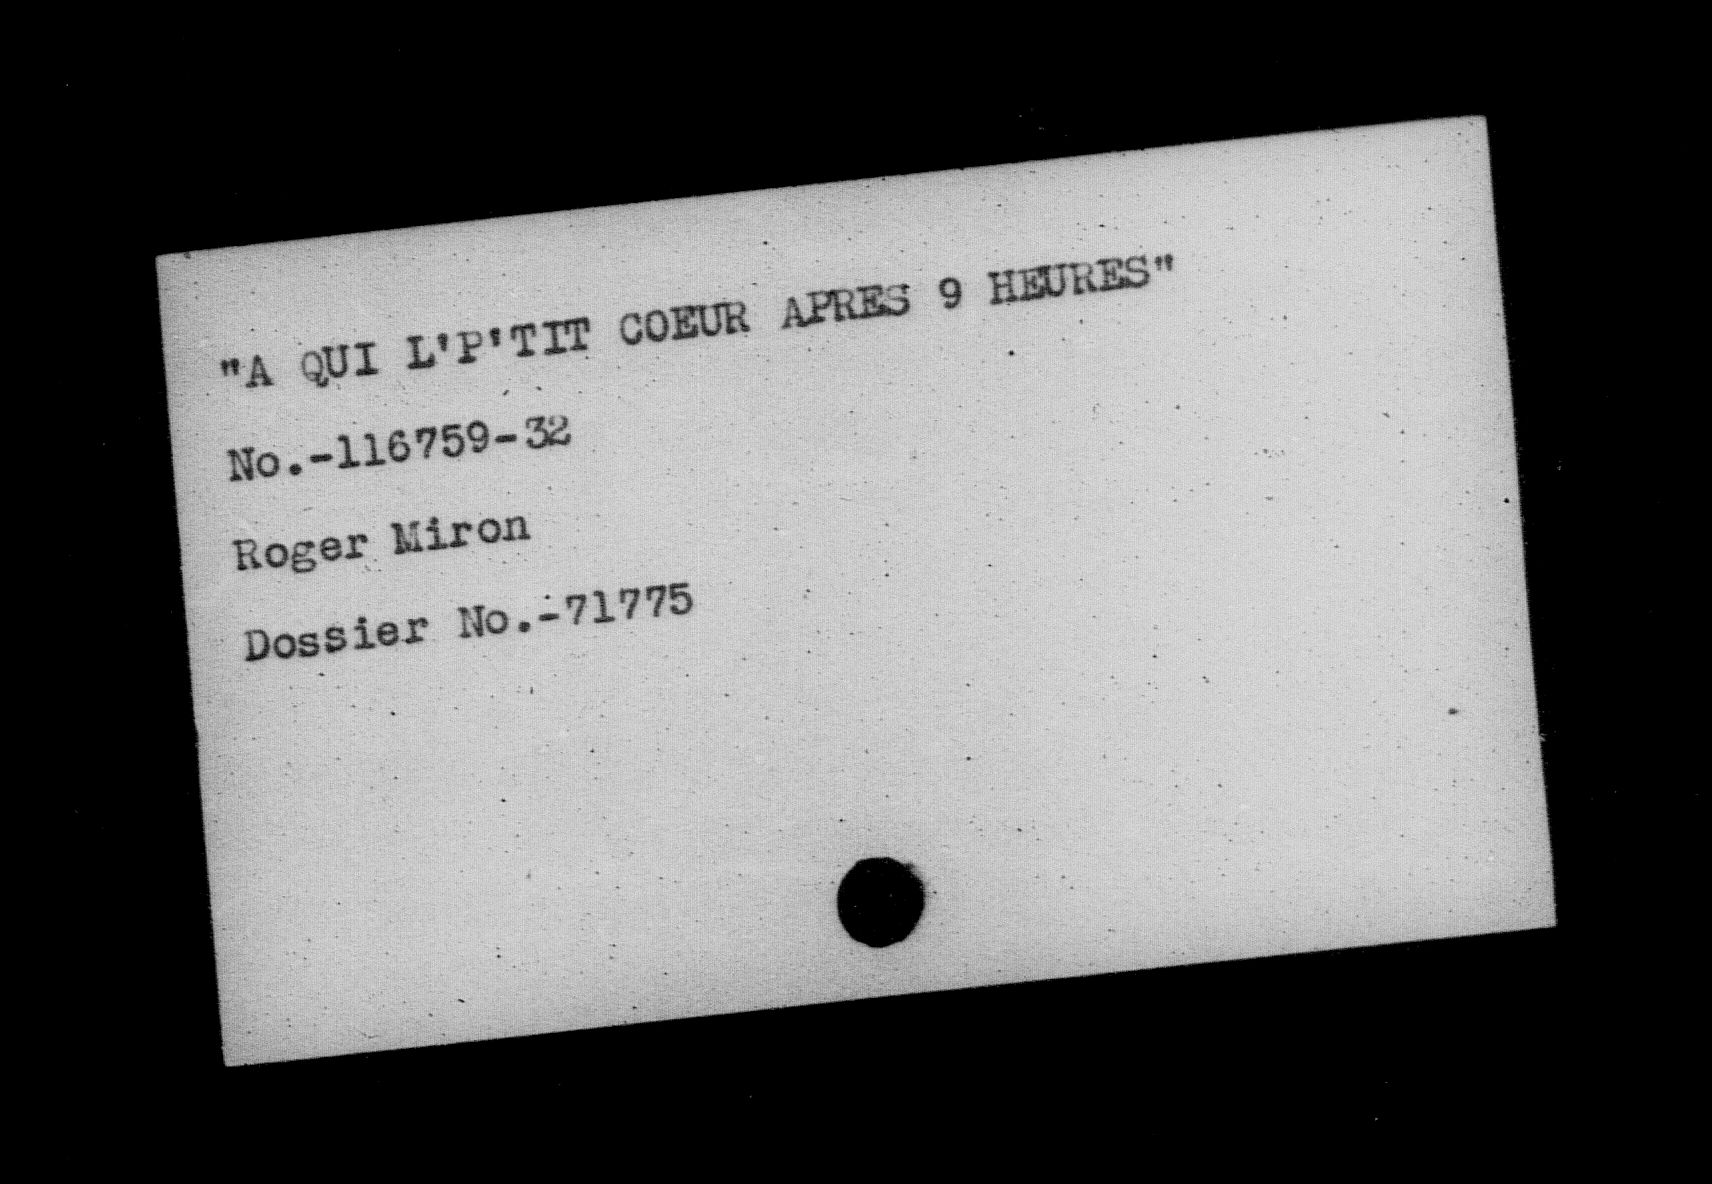 "A QUI L'P'TIT COEUR APRES 9 HEURES"
No.-116759-32
Roger Miron
Dossier No.-71775